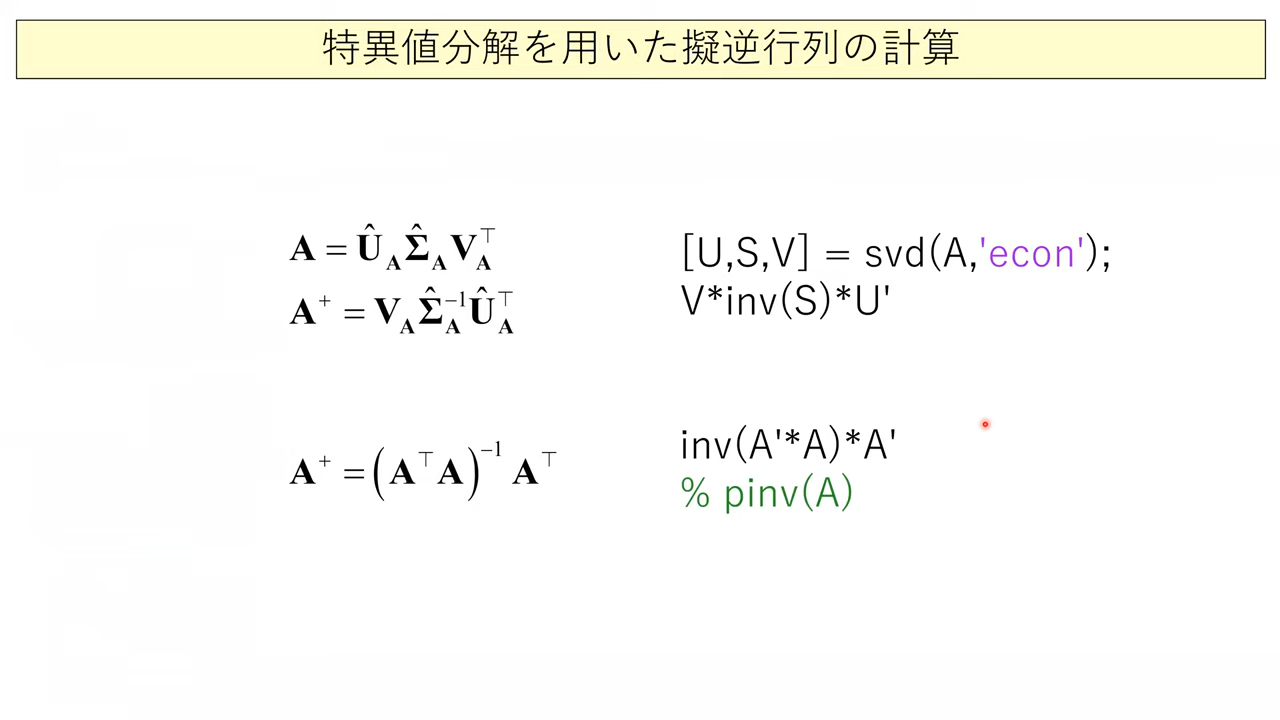 特異値分解を用いた擬逆行列の計算
A = Û_A Σ̂_A V_A^⊤
[U,S,V] = svd(A,'econ');
A^+ = V_A Σ̂_A^{-1} Û_A^⊤
V*inv(S)*U'
A^+ = (A^⊤ A)^{-1} A^⊤
inv(A'*A)*A'
% pinv(A)